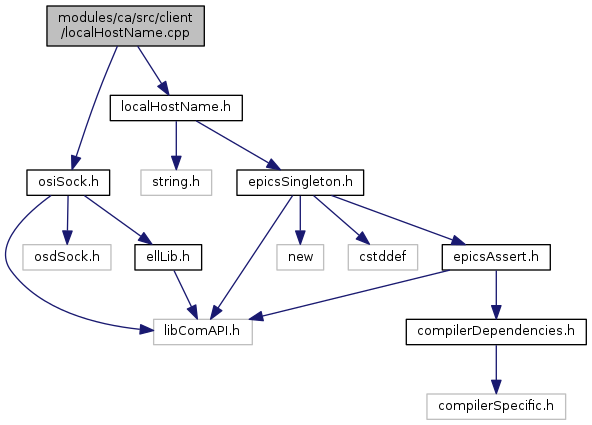 modules/ca/src/client
/localHostName.cpp
localHostName.h
osiSock.h
string.h
epicsSingleton.h
osdSock.h
ellLib.h
new
cstddef
epicsAssert.h
libComAPI.h
compilerDependencies.h
compilerSpecific.h